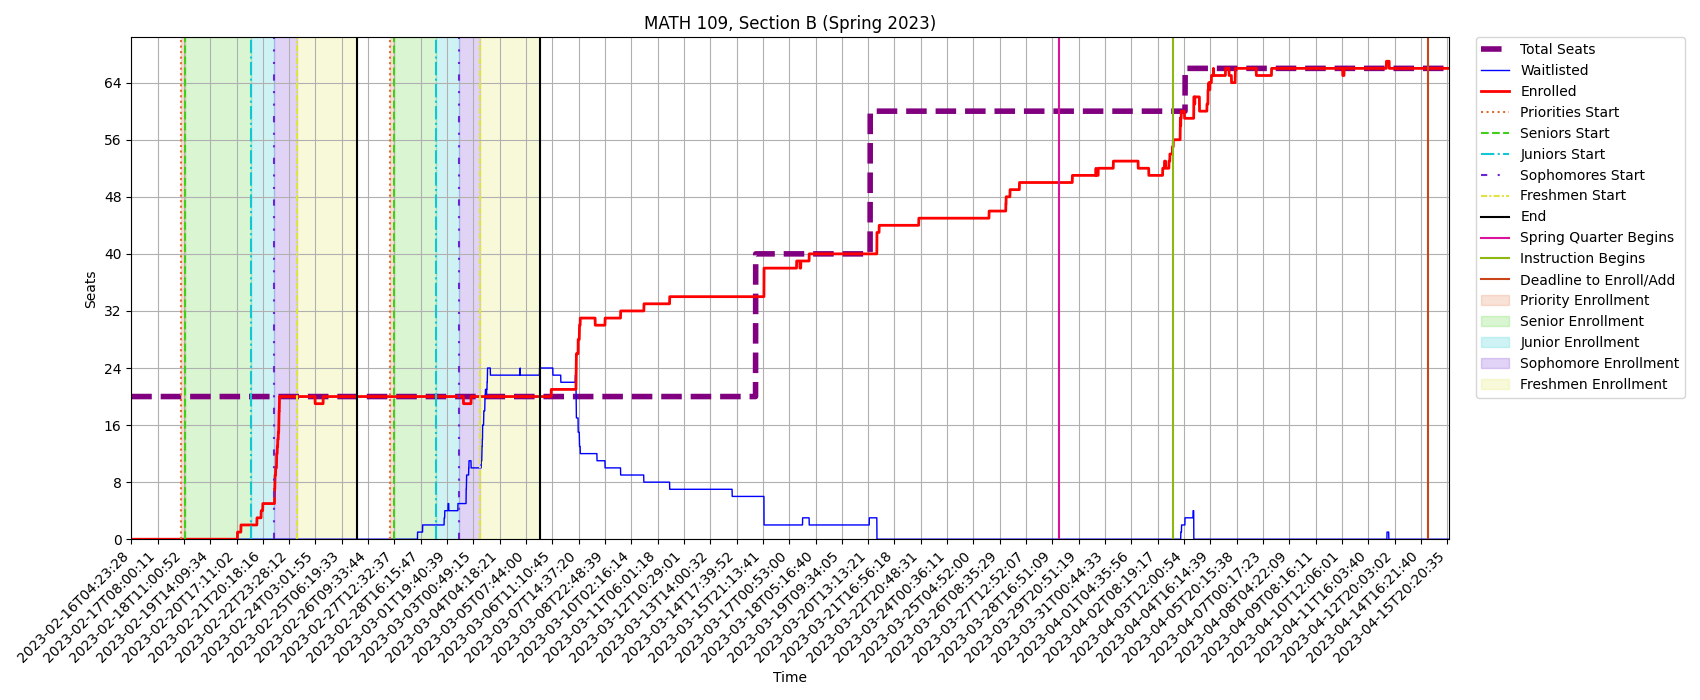 MATH 109, Section B (Spring 2023)
Seats
64
56
48
40
32
24
16
8
0
2023-02-16T04:23:28
2023-02-17T08:00:11
2023-02-18T11:00:52
2023-02-19T14:09:34
2023-02-20T17:11:02
2023-02-21T20:18:16
2023-02-22T23:28:12
2023-02-24T03:01:55
2023-02-25T06:19:33
2023-02-26T09:33:44
2023-02-27T12:32:37
2023-02-28T16:15:47
2023-03-01T19:40:39
2023-03-03T00:49:15
2023-03-04T04:18:21
2023-03-05T07:44:00
2023-03-06T11:10:45
2023-03-07T14:37:20
2023-03-08T22:48:39
2023-03-10T02:16:14
2023-03-11T06:01:18
2023-03-12T10:29:01
2023-03-13T14:00:32
2023-03-14T17:39:52
2023-03-15T21:13:41
2023-03-17T00:53:00
2023-03-18T05:16:40
2023-03-19T09:34:05
2023-03-20T13:13:21
2023-03-21T16:56:18
2023-03-22T20:48:31
2023-03-24T00:36:11
2023-03-25T04:52:00
2023-03-26T08:35:29
2023-03-27T12:52:07
2023-03-28T16:51:09
2023-03-29T20:51:19
2023-03-31T00:44:33
2023-04-01T04:35:56
2023-04-02T08:19:17
2023-04-03T12:00:54
2023-04-04T16:14:39
2023-04-05T20:15:38
2023-04-07T00:17:23
2023-04-08T04:22:09
2023-04-09T08:16:11
2023-04-10T12:06:01
2023-04-11T16:03:40
2023-04-12T20:03:02
2023-04-14T16:21:40
2023-04-15T20:20:35
Time
Total Seats
Waitlisted
Enrolled
Priorities Start
Seniors Start
Juniors Start
Sophomores Start
Freshmen Start
End
Spring Quarter Begins
Instruction Begins
Deadline to Enroll/Add
Priority Enrollment
Senior Enrollment
Junior Enrollment
Sophomore Enrollment
Freshmen Enrollment